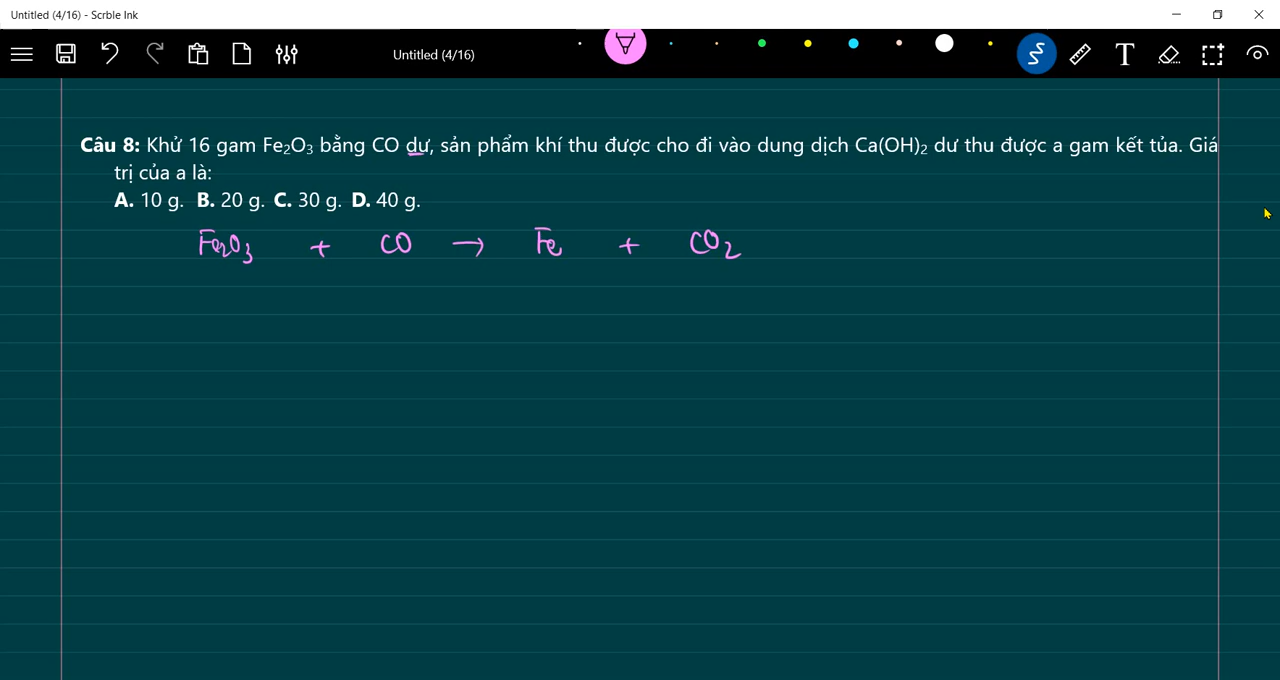 Untitled (4/16) - Scrble Ink
Untitled (4/16)
T
Câu 8: Khử 16 gam Fe₂O₃ bằng CO dư, sản phẩm khí thu được cho đi vào dung dịch Ca(OH)₂ dư thu được a gam kết tủa. Giá
trị của a là:
A. 10 g. B. 20 g. C. 30 g. D. 40 g.
Fe₂O₃ + CO → Fe + CO₂